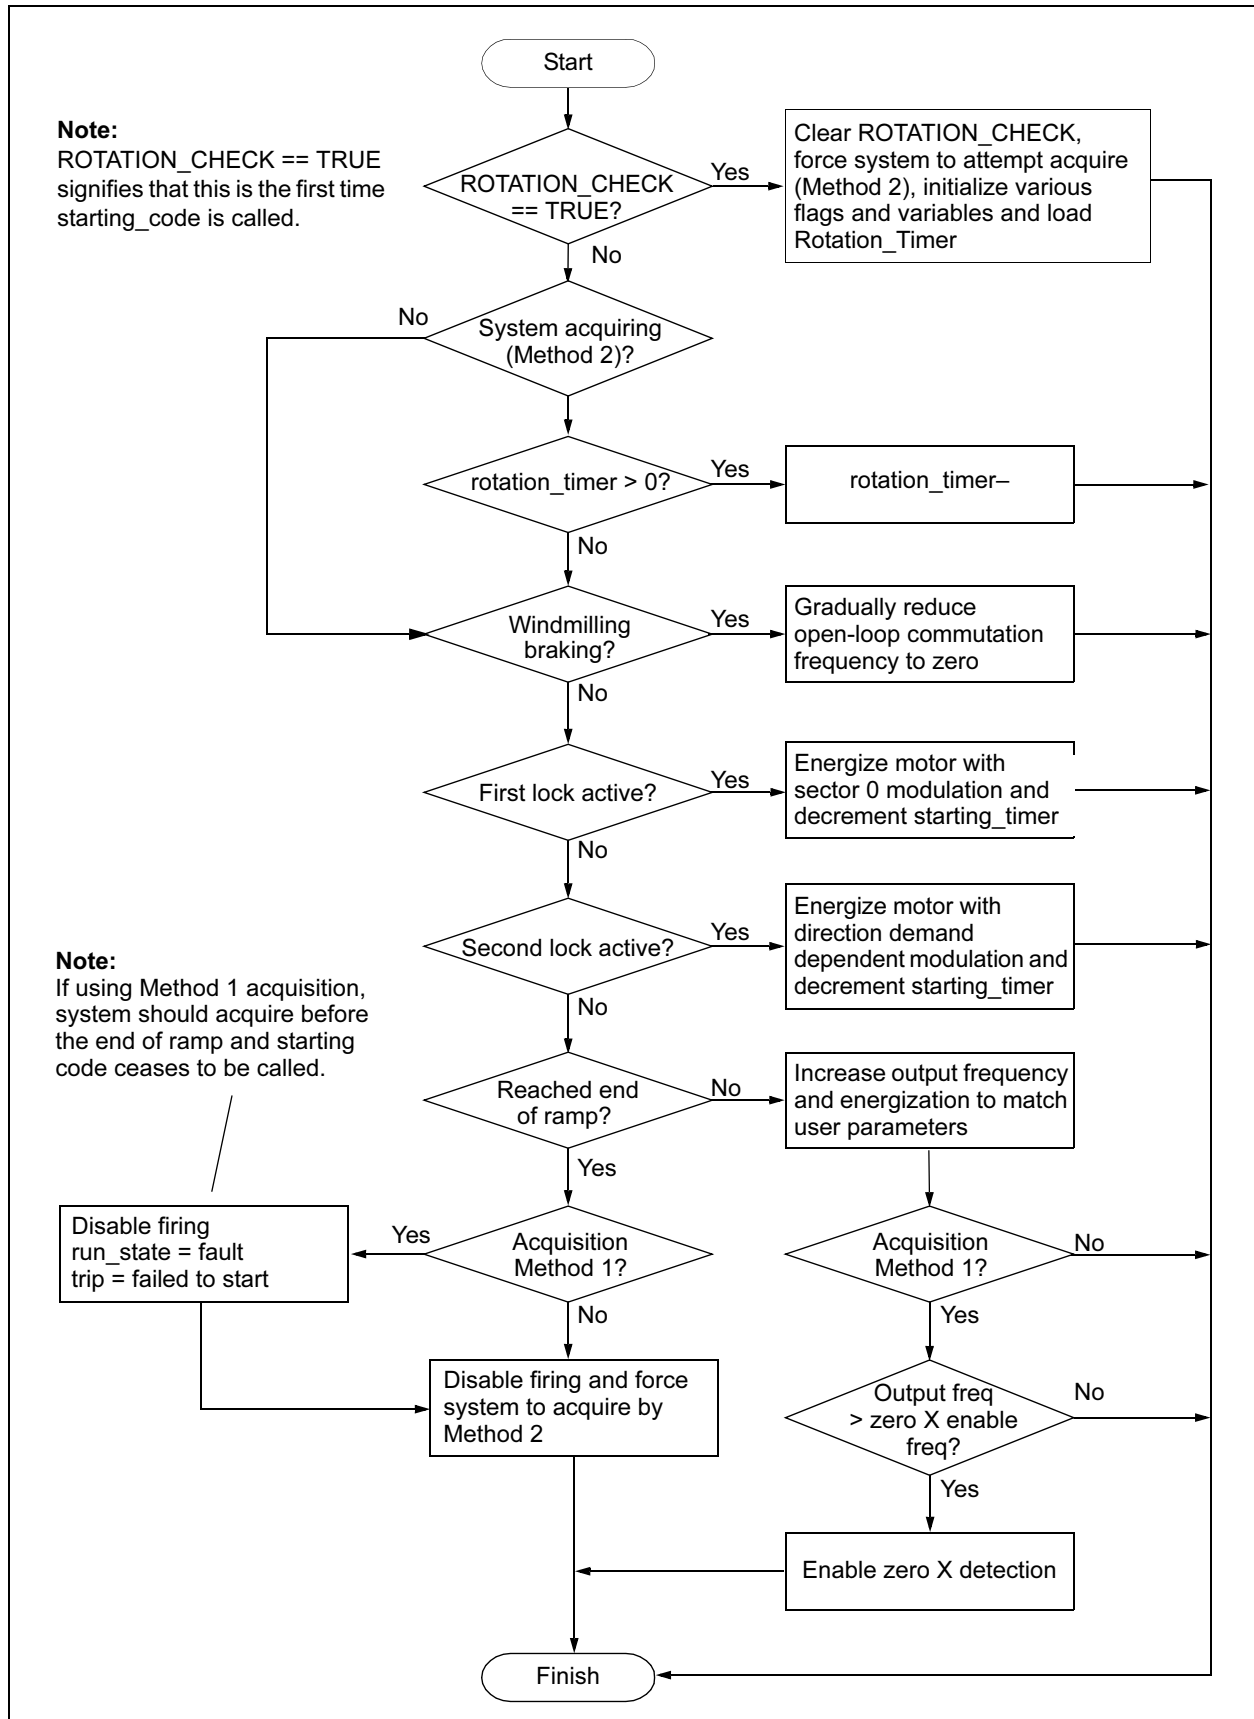 Start
Note:
ROTATION_CHECK == TRUE
signifies that this is the first time
starting_code is called.
ROTATION_CHECK
== TRUE?
Yes
Clear ROTATION_CHECK,
force system to attempt acquire
(Method 2), initialize various
flags and variables and load
Rotation_Timer
No
No
System acquiring
(Method 2)?
rotation_timer > 0?
Yes
rotation_timer–
No
Windmilling
braking?
Yes
Gradually reduce
open-loop commutation
frequency to zero
No
First lock active?
Yes
Energize motor with
sector 0 modulation and
decrement starting_timer
No
Second lock active?
Yes
Energize motor with
direction demand
dependent modulation and
decrement starting_timer
No
Note:
If using Method 1 acquisition,
system should acquire before
the end of ramp and starting
code ceases to be called.
Reached end
of ramp?
No
Increase output frequency
and energization to match
user parameters
Yes
Disable firing
run_state = fault
trip = failed to start
Yes
Acquisition
Method 1?
Acquisition
Method 1?
No
No
Yes
Disable firing and force
system to acquire by
Method 2
Output freq
> zero X enable
freq?
No
Yes
Enable zero X detection
Finish